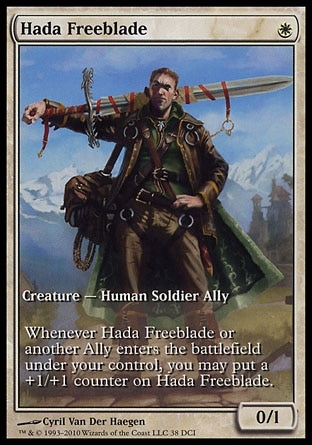 Hada Freeblade
Creature — Human Soldier Ally
Whenever Hada Freeblade or
another Ally enters the battlefield
under your control, you may put a
+1/+1 counter on Hada Freeblade.
Cyril Van Der Haegen
™ & © 1993–2010 Wizards of the Coast LLC 38 DCI
0/1